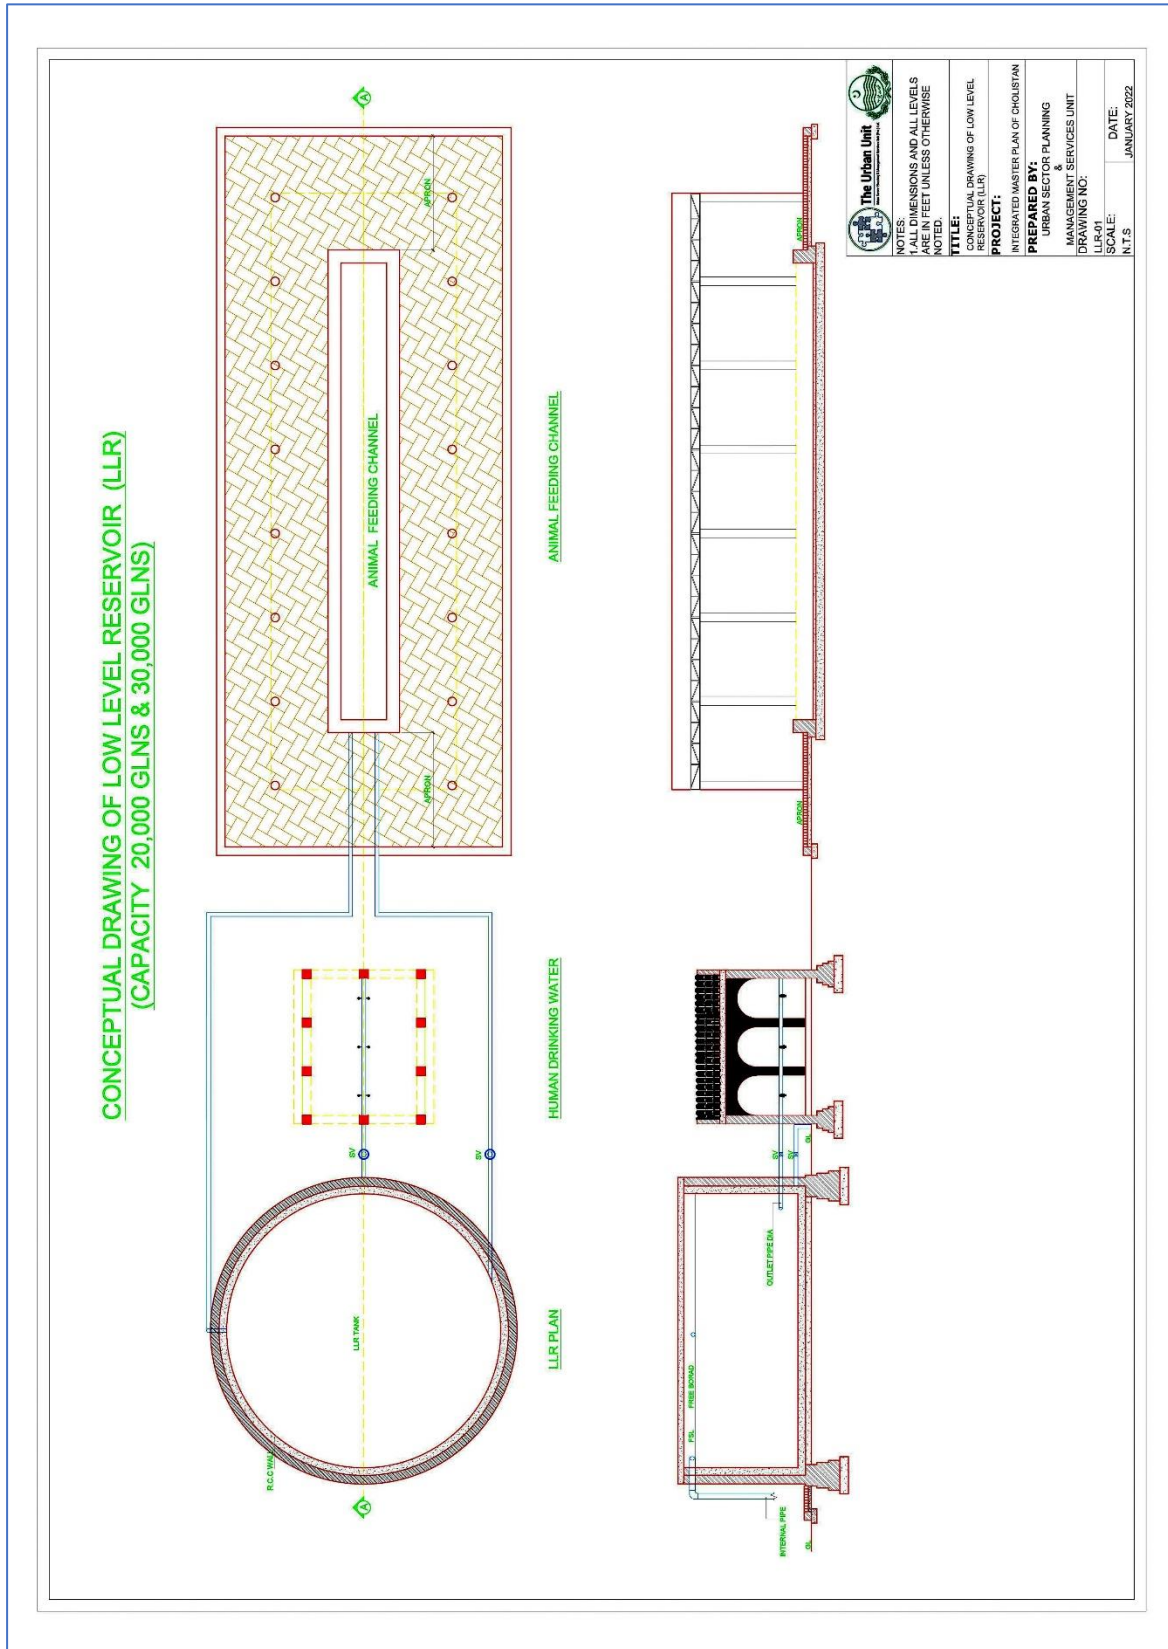 CONCEPTUAL DRAWING OF LOW LEVEL RESERVOIR (LLR)
(CAPACITY 20,000 GLNS & 30,000 GLNS)
A
R.C.C WALL
LLR TANK
SV
SV
APRON
ANIMAL FEEDING CHANNEL
APRON
A
LLR PLAN
HUMAN DRINKING WATER
ANIMAL FEEDING CHANNEL
GL
INTERNAL PIPE
FSL
FREE BORAD
OUTLET PIPE DIA
SV
SV
GL
APRON
APRON
The Urban Unit
NOTES:
1.ALL DIMENSIONS AND ALL LEVELS
ARE IN FEET UNLESS OTHERWISE
NOTED.
TITLE:
CONCEPTUAL DRAWING OF LOW LEVEL
RESERVOIR (LLR)
PROJECT:
INTEGRATED MASTER PLAN OF CHOLISTAN
PREPARED BY:
URBAN SECTOR PLANNING
&
MANAGEMENT SERVICES UNIT
DRAWING NO:
LLR-01
SCALE:
N.T.S
DATE:
JANUARY 2022